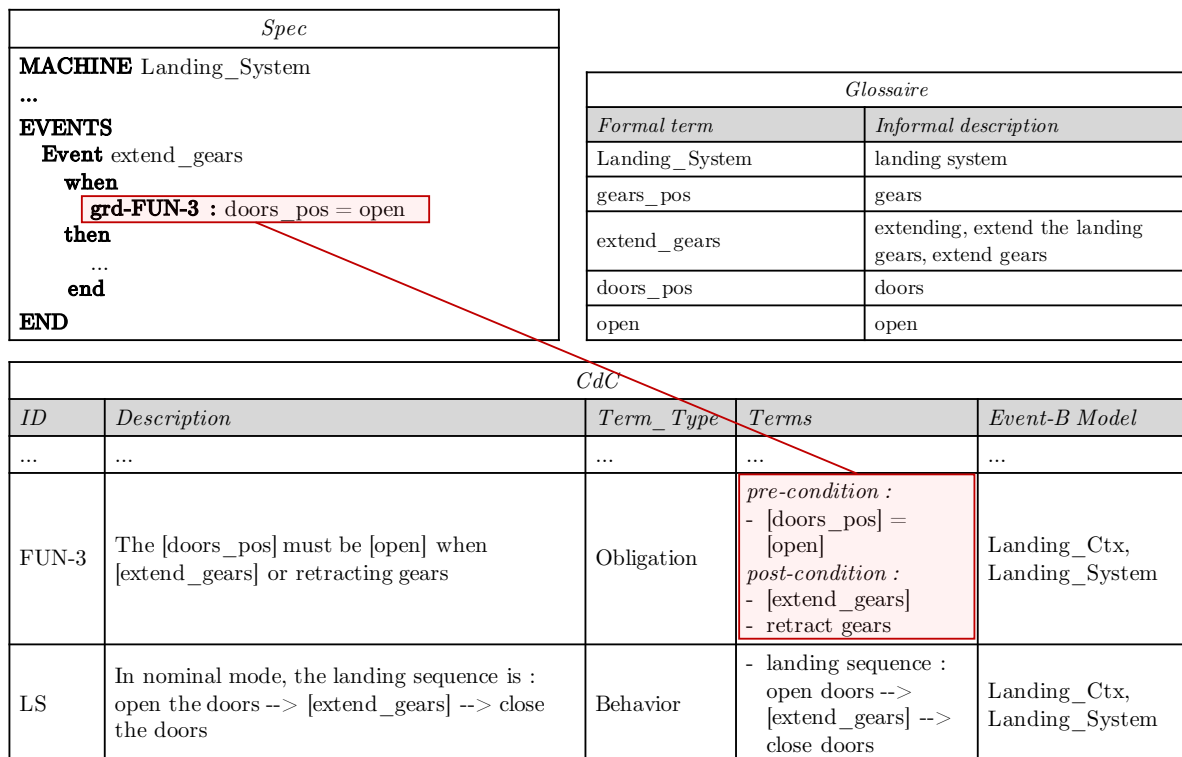 Spec
MACHINE Landing_System
...
EVENTS
Event extend_gears
when
grd-FUN-3 : doors_pos = open
then
...
end
END
Glossaire
Formal term Informal description
Landing_System landing system
gears_pos gears
extend_gears extending, extend the landing
gears, extend gears
doors_pos doors
open open
CdC
ID Description Term_Type Terms Event-B Model
... ... ... ... ...
FUN-3
The [doors_pos] must be [open] when
[extend_gears] or retracting gears
Obligation
pre-condition :
- [doors_pos] =
[open]
post-condition :
- [extend_gears]
- retract gears
Landing_Ctx,
Landing_System
LS
In nominal mode, the landing sequence is :
open the doors --> [extend_gears] --> close
the doors
Behavior
- landing sequence :
open doors -->
[extend_gears] -->
close doors
Landing_Ctx,
Landing_System